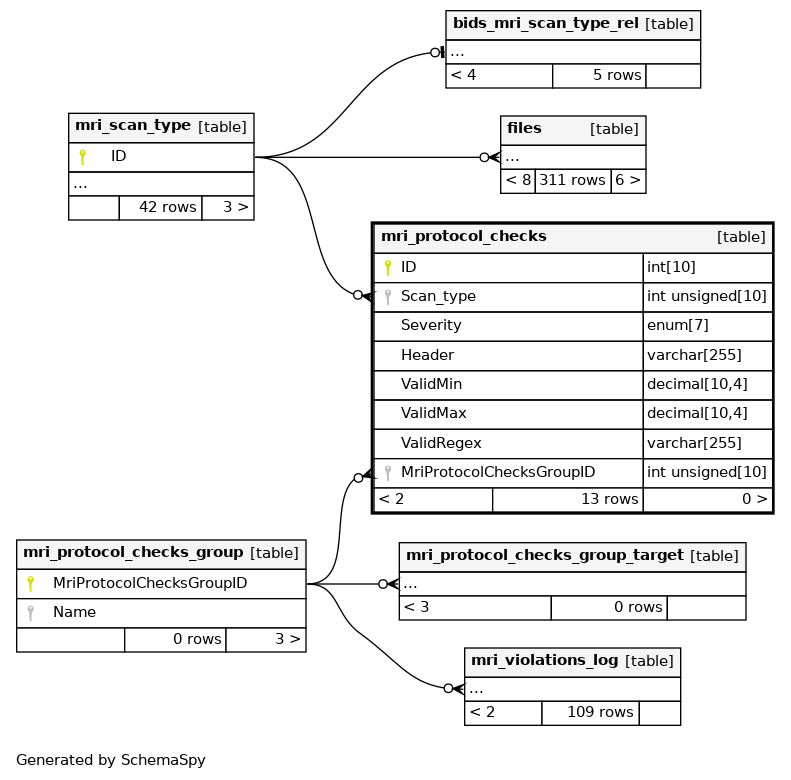 bids_mri_scan_type_rel [table]
...
< 4 5 rows
mri_scan_type [table]
ID
...
42 rows 3 >
files [table]
...
< 8 311 rows 6 >
mri_protocol_checks [table]
ID int[10]
Scan_type int unsigned[10]
Severity enum[7]
Header varchar[255]
ValidMin decimal[10,4]
ValidMax decimal[10,4]
ValidRegex varchar[255]
MriProtocolChecksGroupID int unsigned[10]
< 2 13 rows 0 >
mri_protocol_checks_group [table]
MriProtocolChecksGroupID
Name
0 rows 3 >
mri_protocol_checks_group_target [table]
...
< 3 0 rows
mri_violations_log [table]
...
< 2 109 rows
Generated by SchemaSpy